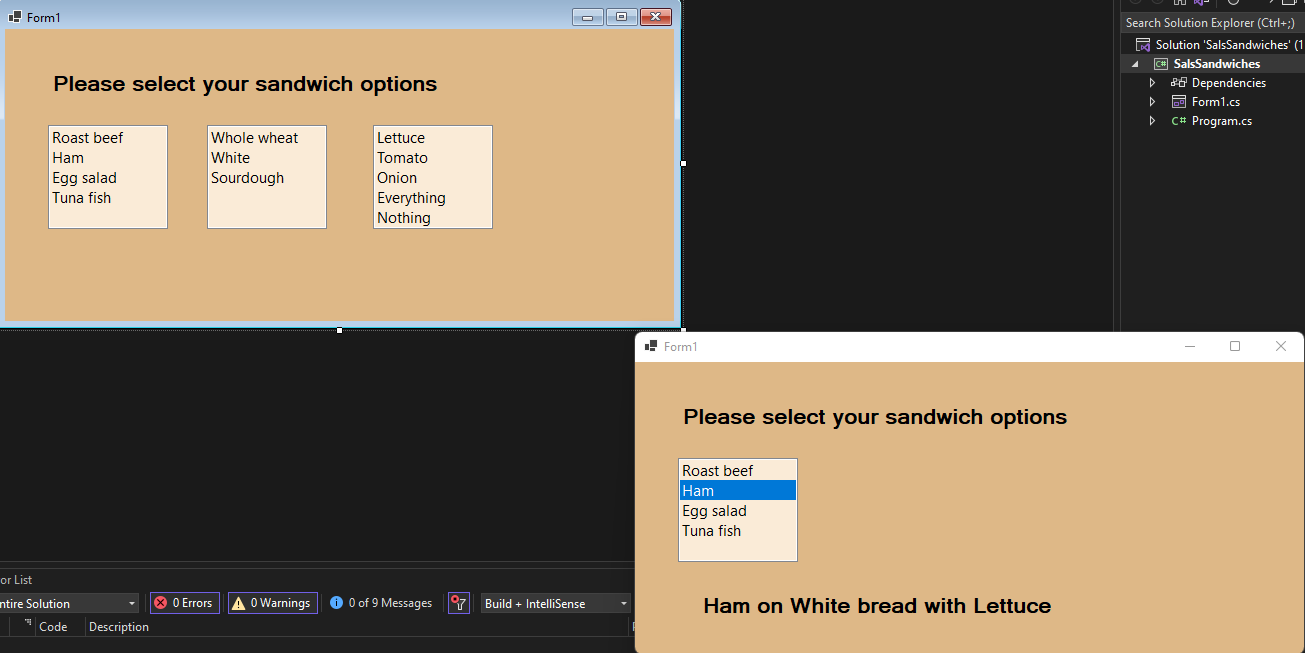 Form1
Please select your sandwich options
Roast beef
Ham
Egg salad
Tuna fish
Whole wheat
White
Sourdough
Lettuce
Tomato
Onion
Everything
Nothing
Search Solution Explorer (Ctrl+;)
Solution 'SalsSandwiches' (1
C# SalsSandwiches
Dependencies
Form1.cs
C# Program.cs
Form1
Please select your sandwich options
Roast beef
Ham
Egg salad
Tuna fish
Ham on White bread with Lettuce
or List
ntire Solution
0 Errors
0 Warnings
0 of 9 Messages
Build + IntelliSense
Code
Description